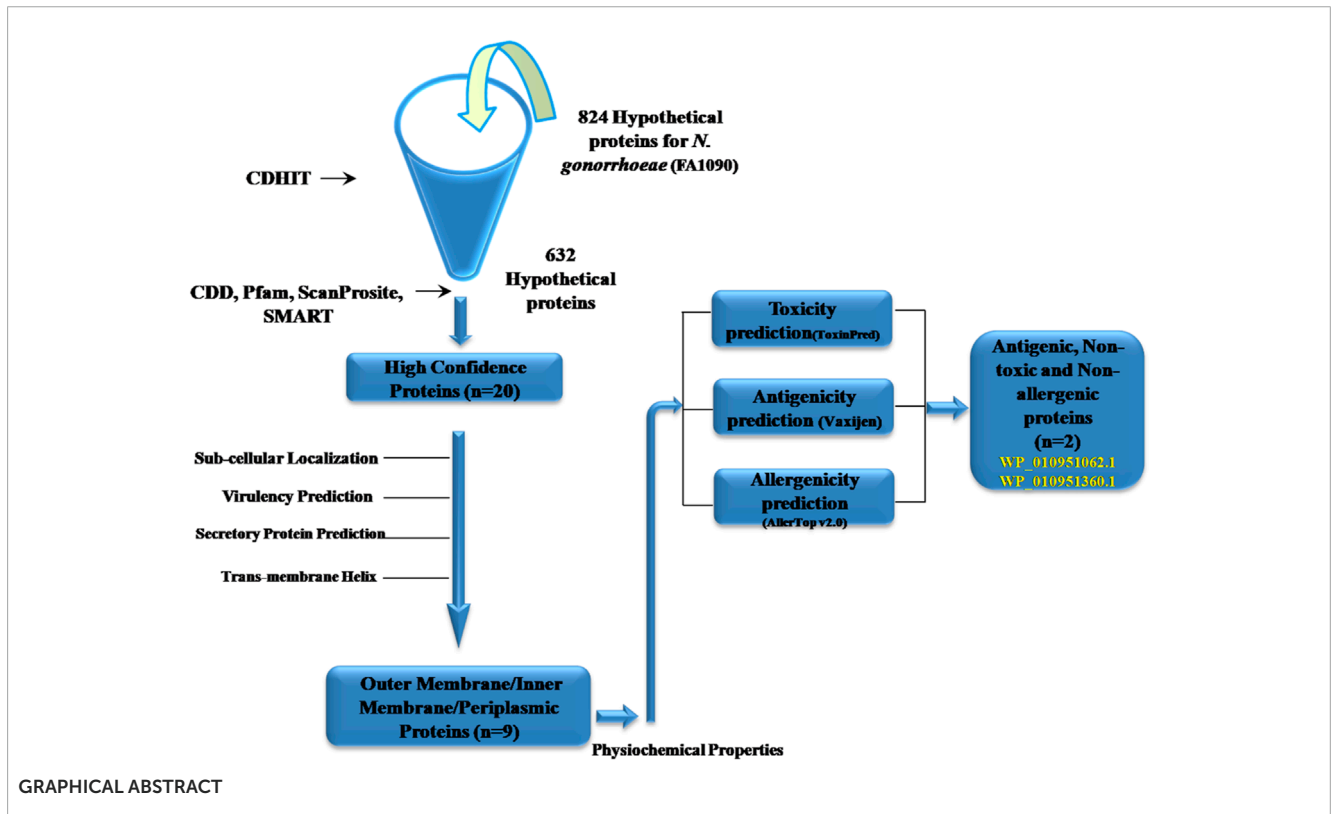 824 Hypothetical
proteins for N.
gonorrhoeae (FA1090)
CDHIT
632
Hypothetical
proteins
CDD, Pfam, ScanProsite,
SMART
High Confidence
Proteins (n=20)
Sub-cellular Localization
Virulency Prediction
Secretory Protein Prediction
Trans-membrane Helix
Outer Membrane/Inner
Membrane/Periplasmic
Proteins (n=9)
Physiochemical Properties
Toxicity
prediction(ToxinPred)
Antigenicity
prediction (Vaxijen)
Allergenicity
prediction
(AllerTop v2.0)
Antigenic, Non-
toxic and Non-
allergenic
proteins
(n=2)
WP_010951062.1
WP_010951360.1
GRAPHICAL ABSTRACT